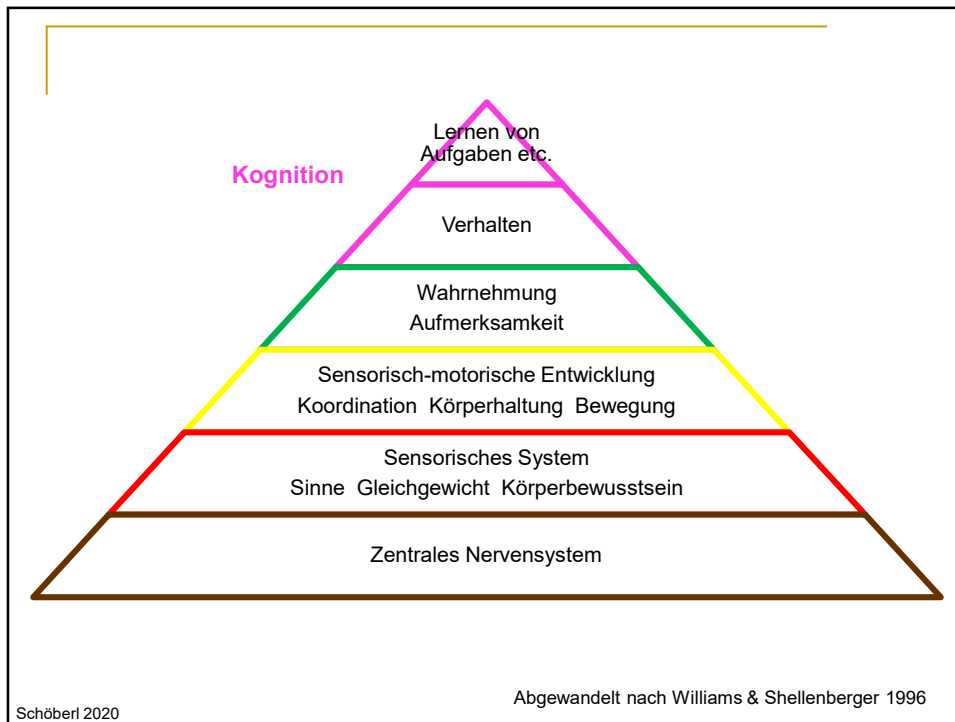 Lernen von
Aufgaben etc.
Kognition
Verhalten
Wahrnehmung
Aufmerksamkeit
Sensorisch-motorische Entwicklung
Koordination Körperhaltung Bewegung
Sensorisches System
Sinne Gleichgewicht Körperbewusstsein
Zentrales Nervensystem
Abgewandelt nach Williams & Shellenberger 1996
Schöberl 2020